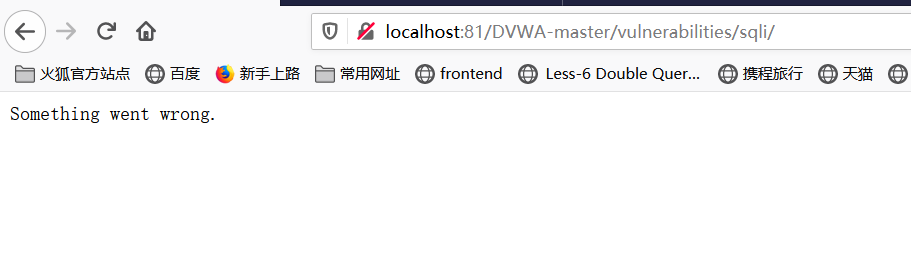 localhost:81/DVWA-master/vulnerabilities/sqli/
火狐官方站点 百度 新手上路 常用网址 frontend Less-6 Double Quer... 携程旅行 天猫
Something went wrong.